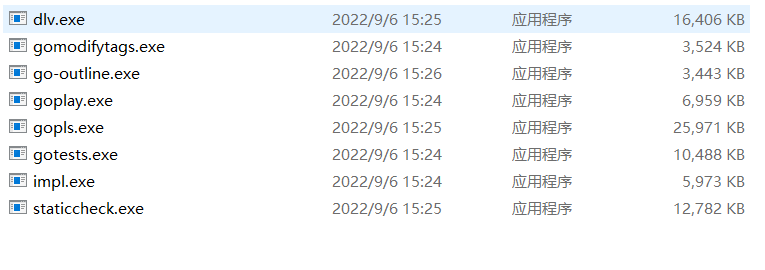 dlv.exe 2022/9/6 15:25 应用程序 16,406 KB
gomodifytags.exe 2022/9/6 15:24 应用程序 3,524 KB
go-outline.exe 2022/9/6 15:26 应用程序 3,443 KB
goplay.exe 2022/9/6 15:24 应用程序 6,959 KB
gopls.exe 2022/9/6 15:25 应用程序 25,971 KB
gotests.exe 2022/9/6 15:24 应用程序 10,488 KB
impl.exe 2022/9/6 15:24 应用程序 5,973 KB
staticcheck.exe 2022/9/6 15:25 应用程序 12,782 KB